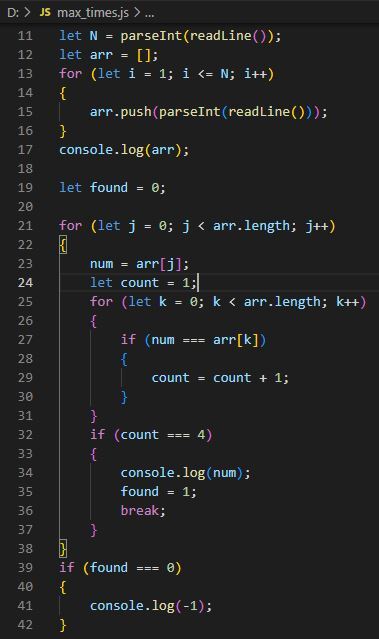 D: > JS max_times.js > ...
11 let N = parseInt(readLine());
12 let arr = [];
13 for (let i = 1; i <= N; i++)
14 {
15     arr.push(parseInt(readLine()));
16 }
17 console.log(arr);
18
19 let found = 0;
20
21 for (let j = 0; j < arr.length; j++)
22 {
23     num = arr[j];
24     let count = 1;
25     for (let k = 0; k < arr.length; k++)
26     {
27         if (num === arr[k])
28         {
29             count = count + 1;
30         }
31     }
32     if (count === 4)
33     {
34         console.log(num);
35         found = 1;
36         break;
37     }
38 }
39 if (found === 0)
40 {
41     console.log(-1);
42 }